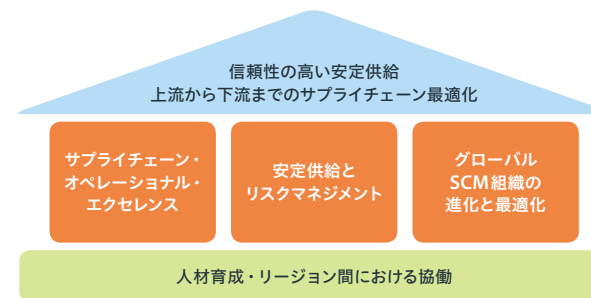 信頼性の高い安定供給
上流から下流までのサプライチェーン最適化
サプライチェーン・
オペレーショナル・
エクセレンス
安定供給と
リスクマネジメント
グローバル
SCM組織の
進化と最適化
人材育成・リージョン間における協働